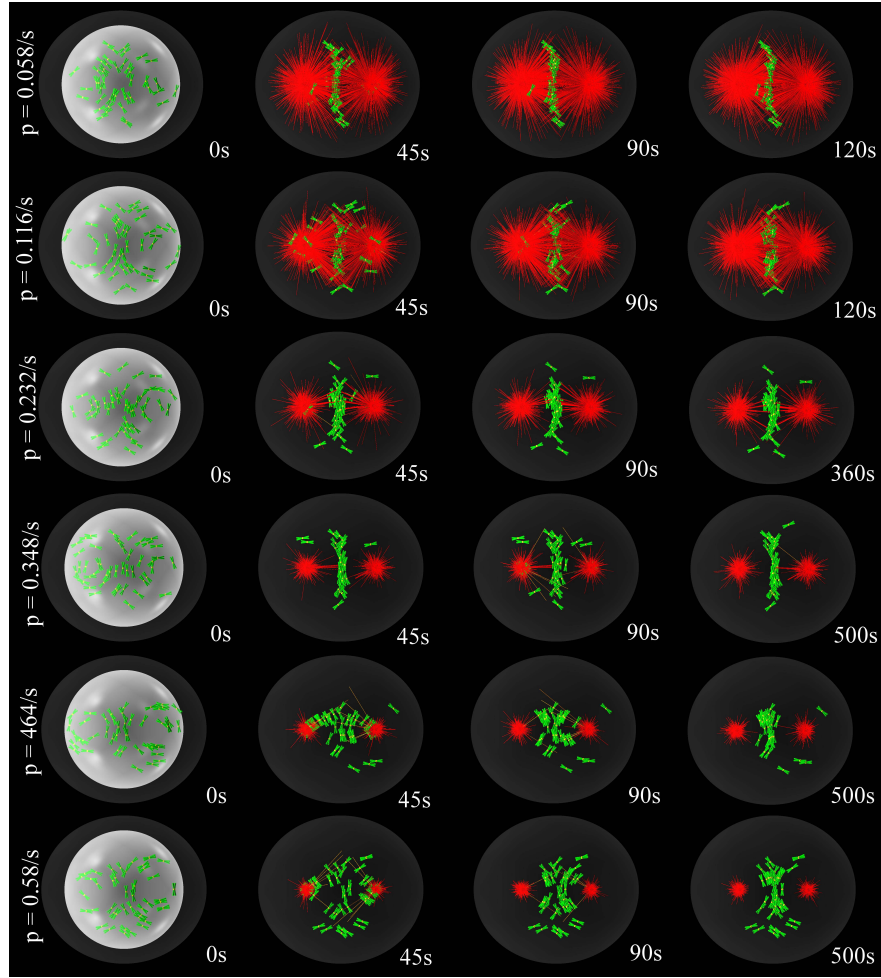 p = 0.058/s
0s
45s
90s
120s
p = 0.116/s
0s
45s
90s
120s
p = 0.232/s
0s
45s
90s
360s
p = 0.348/s
0s
45s
90s
500s
p = 464/s
0s
45s
90s
500s
p = 0.58/s
0s
45s
90s
500s